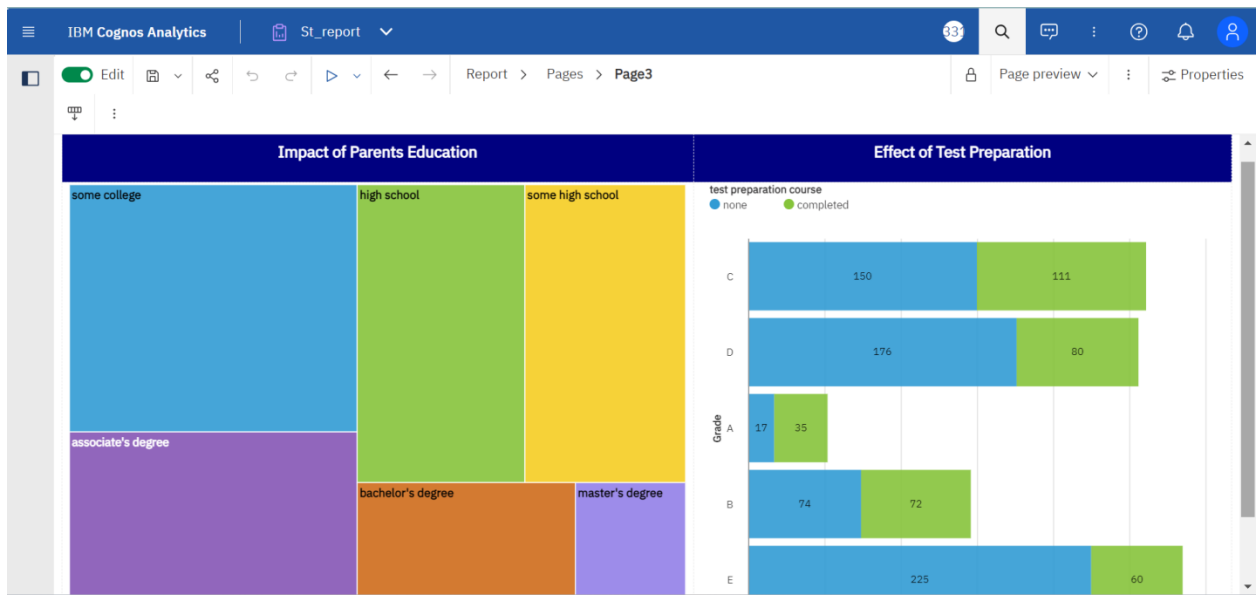 IBM Cognos Analytics
St_report
331
Edit
Report > Pages > Page3
Page preview
Properties
Impact of Parents Education
some college
high school
some high school
associate's degree
bachelor's degree
master's degree
Effect of Test Preparation
test preparation course
none
completed
Grade
C
150
111
D
176
80
A
17
35
B
74
72
E
225
60